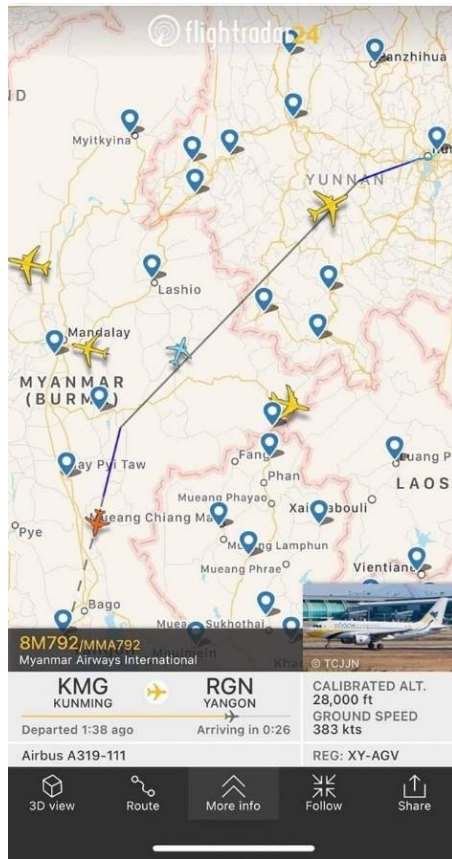 flightradar24
Panzhihua
Myitkyina
YUNNAN
Lashio
Mandalay
MYANMAR
Fang
Phan
LAOS
Mueang Phayao
Pye
Mueang Chiang Ma
Mueang Lamphun
Mueang Phrae
Vientiane
Bago
Sukhothai
Moulmein
8M792/MMA792
Myanmar Airways International
© TCJJN
KMG
KUNMING
RGN
YANGON
Departed 1:38 ago
Arriving in 0:26
CALIBRATED ALT.
28,000 ft
GROUND SPEED
383 kts
Airbus A319-111
REG: XY-AGV
3D view
Route
More info
Follow
Share